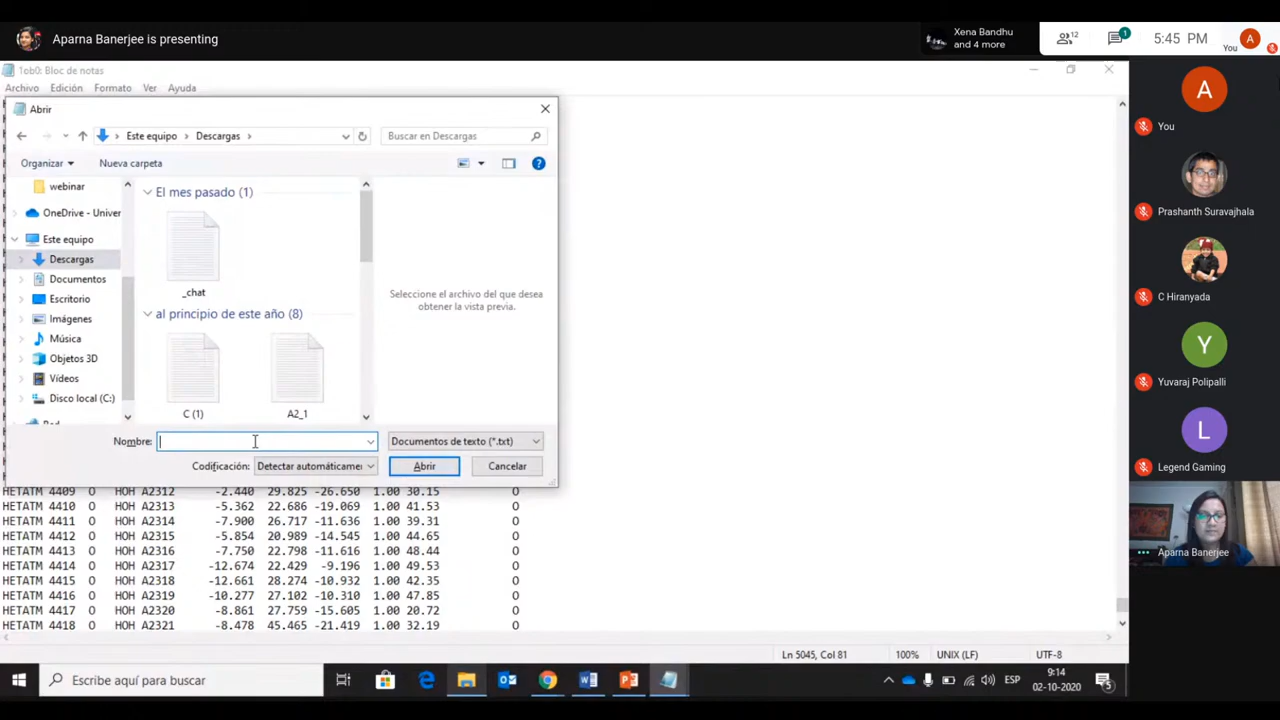 Aparna Banerjee is presenting
Xena Bandhu
and 4 more
12
1
5:45 PM
A
You
1ob0: Bloc de notas
Archivo Edición Formato Ver Ayuda
Abrir
Este equipo > Descargas >
Buscar en Descargas
Organizar
Nueva carpeta
webinar
OneDrive - Univer
Este equipo
Descargas
Documentos
Escritorio
Imágenes
Música
Objetos 3D
Vídeos
Disco local (C:)
El mes pasado (1)
_chat
al principio de este año (8)
C (1)
A2_1
Seleccione el archivo del que desea
obtener la vista previa.
Nombre:
Documentos de texto (*.txt)
Codificación:
Detectar automáticame
Abrir
Cancelar
HETATM 4409 O HOH A2312 -2.440 29.825 -26.650 1.00 30.15 O
HETATM 4410 O HOH A2313 -5.362 22.686 -19.069 1.00 41.53 O
HETATM 4411 O HOH A2314 -7.900 26.717 -11.636 1.00 39.31 O
HETATM 4412 O HOH A2315 -5.854 20.989 -14.545 1.00 44.65 O
HETATM 4413 O HOH A2316 -7.750 22.798 -11.616 1.00 48.44 O
HETATM 4414 O HOH A2317 -12.674 22.429 -9.196 1.00 49.53 O
HETATM 4415 O HOH A2318 -12.661 28.274 -10.932 1.00 42.35 O
HETATM 4416 O HOH A2319 -10.277 27.102 -10.310 1.00 47.85 O
HETATM 4417 O HOH A2320 -8.861 27.759 -15.605 1.00 20.72 O
HETATM 4418 O HOH A2321 -8.478 45.465 -21.419 1.00 32.19 O
Ln 5045, Col 81
100%
UNIX (LF)
UTF-8
Escribe aquí para buscar
ESP
9:14
02-10-2020
5
A
You
Prashanth Suravajhala
C Hiranyada
Y
Yuvaraj Polipalli
L
Legend Gaming
Aparna Banerjee